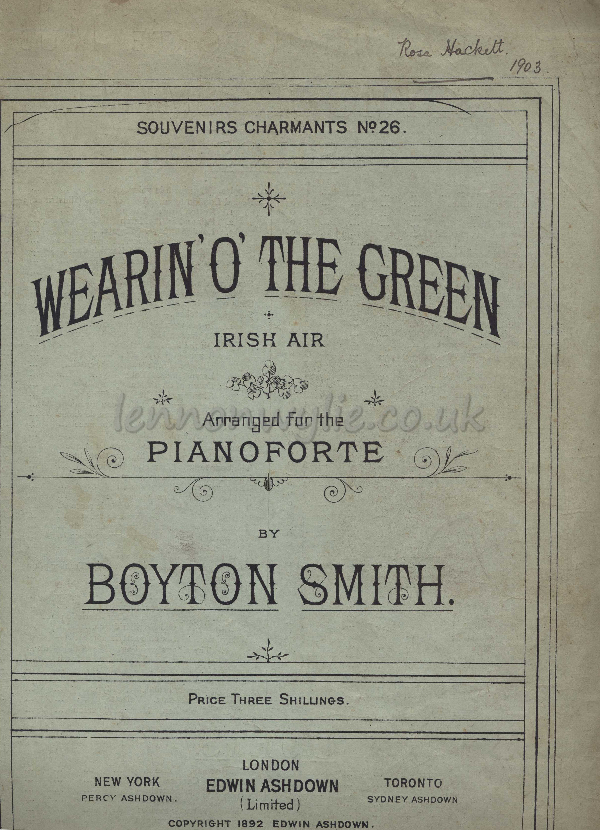 Rose Hackett.
1903.
SOUVENIRS CHARMANTS No 26.
WEARIN' O' THE GREEN
IRISH AIR
lennonwylie.co.uk
Arranged for the
PIANOFORTE
BY
BOYTON SMITH.
PRICE THREE SHILLINGS.
LONDON
NEW YORK EDWIN ASHDOWN TORONTO
PERCY ASHDOWN. (Limited) SYDNEY ASHDOWN
COPYRIGHT 1892 EDWIN ASHDOWN.